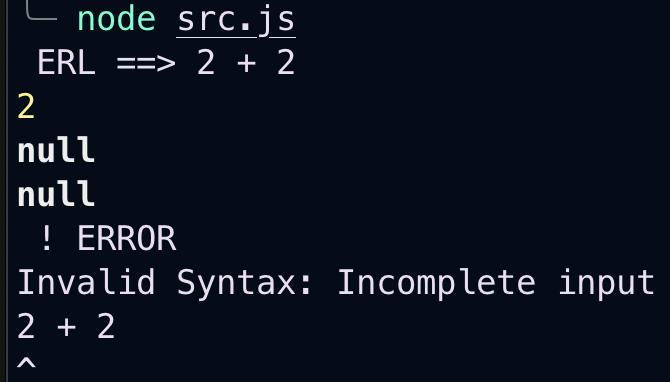 node src.js
ERL ==> 2 + 2
2
null
null
! ERROR
Invalid Syntax: Incomplete input
2 + 2
^